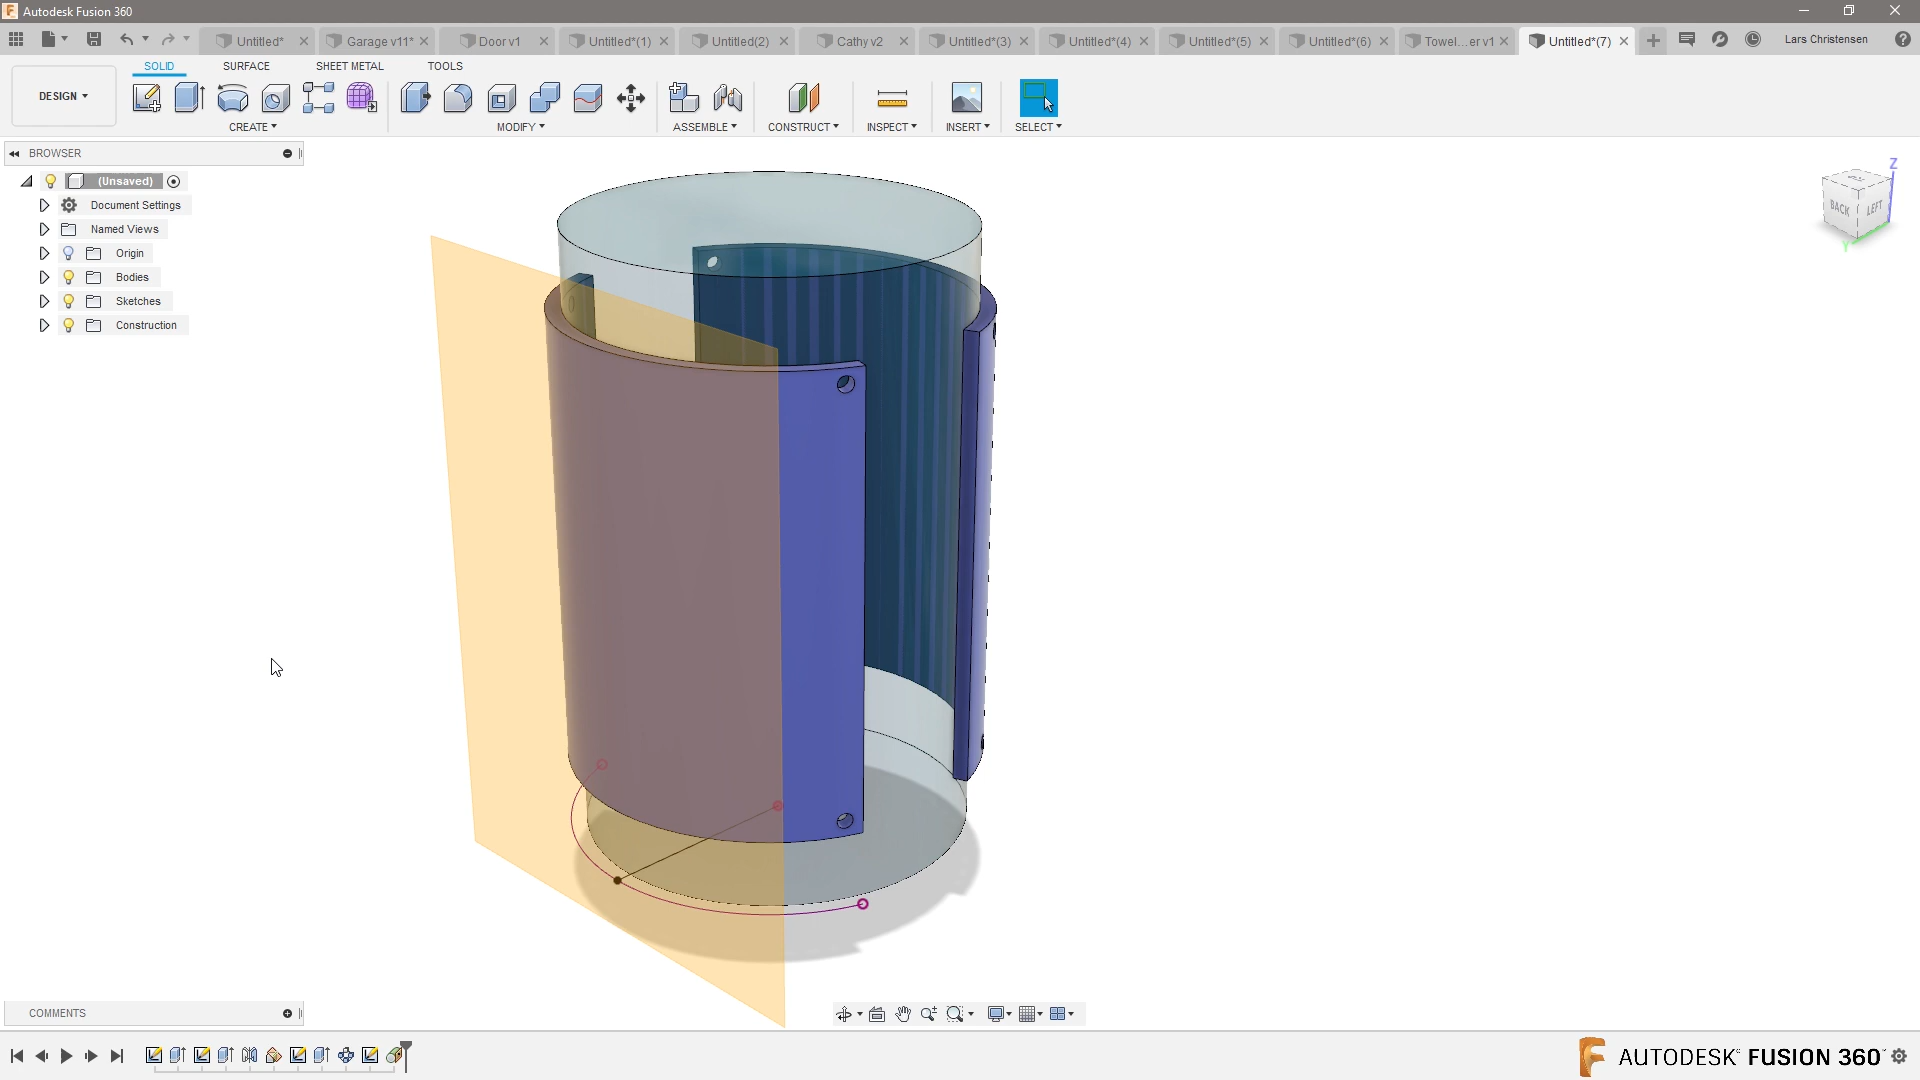 Autodesk Fusion 360
Untitled*
Garage v11*
Door v1
Untitled*(1)
Untitled(2)
Cathy v2
Untitled*(3)
Untitled*(4)
Untitled*(5)
Untitled*(6)
Towel...er v1
Untitled*(7)
Lars Christensen
SOLID
SURFACE
SHEET METAL
TOOLS
DESIGN
CREATE
MODIFY
ASSEMBLE
CONSTRUCT
INSPECT
INSERT
SELECT
BROWSER
(Unsaved)
Document Settings
Named Views
Origin
Bodies
Sketches
Construction
Z
BACK
LEFT
Y
COMMENTS
AUTODESK® FUSION 360™